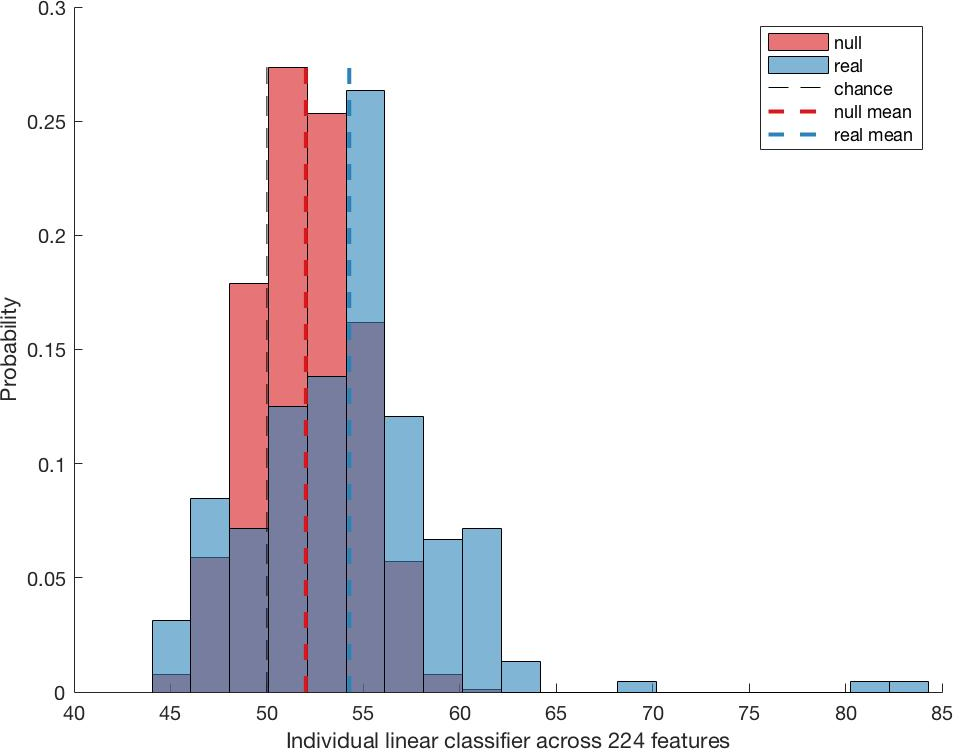 0.3
0.25
0.2
0.15
0.1
0.05
0
Probability
40 45 50 55 60 65 70 75 80 85
Individual linear classifier across 224 features
null
real
chance
null mean
real mean